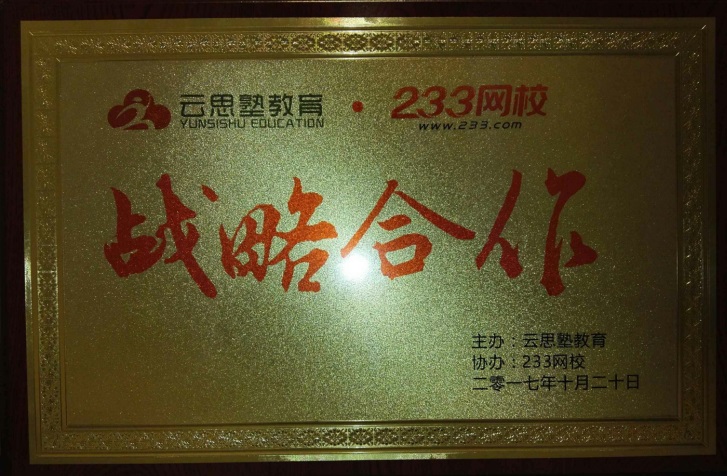 云思塾教育 · 233网校
YUNSISHU EDUCATION www.233.com
战略合作
主办：云思塾教育
协办：233网校
二零一七年十月二十日